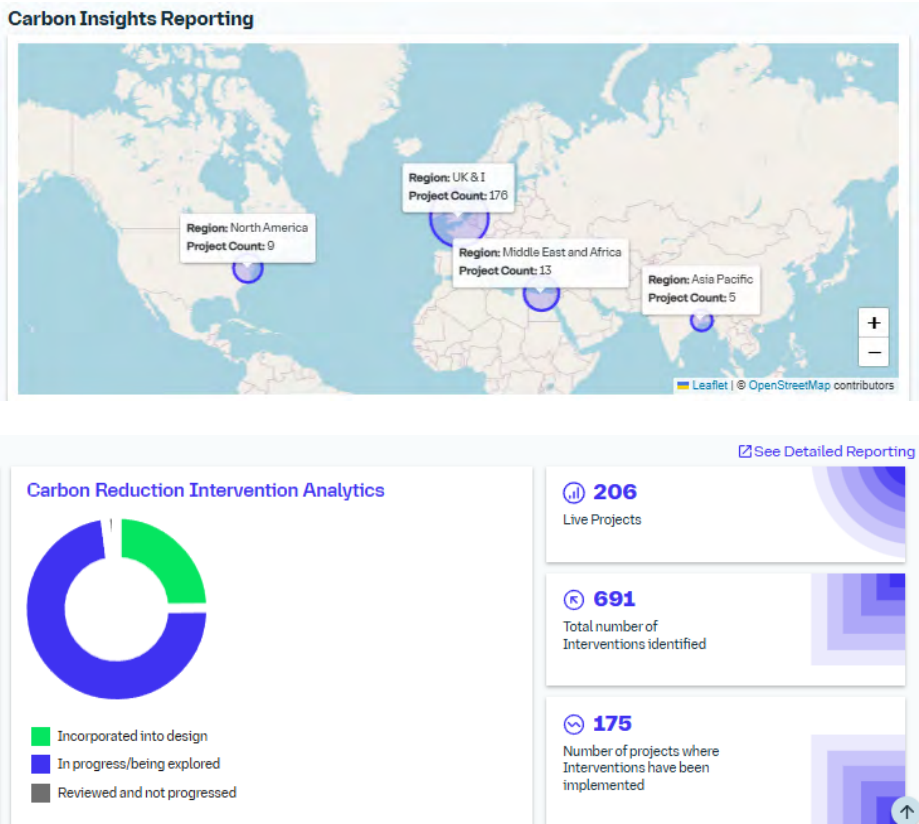 Carbon Insights Reporting
Region: UK & I
Project Count: 176
Region: North America
Project Count: 9
Region: Middle East and Africa
Project Count: 13
Region: Asia Pacific
Project Count: 5
+
−
Leaflet | © OpenStreetMap contributors
See Detailed Reporting
Carbon Reduction Intervention Analytics
Incorporated into design
In progress/being explored
Reviewed and not progressed
206
Live Projects
691
Total number of
Interventions identified
175
Number of projects where
Interventions have been
implemented